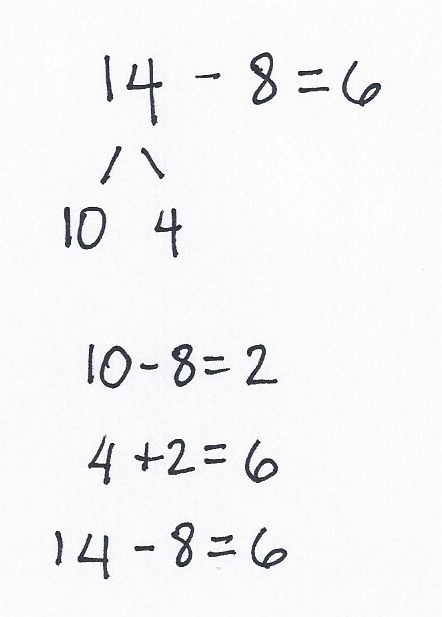 14 - 8 = 6
/ \
10 4
10 - 8 = 2
4 + 2 = 6
14 - 8 = 6